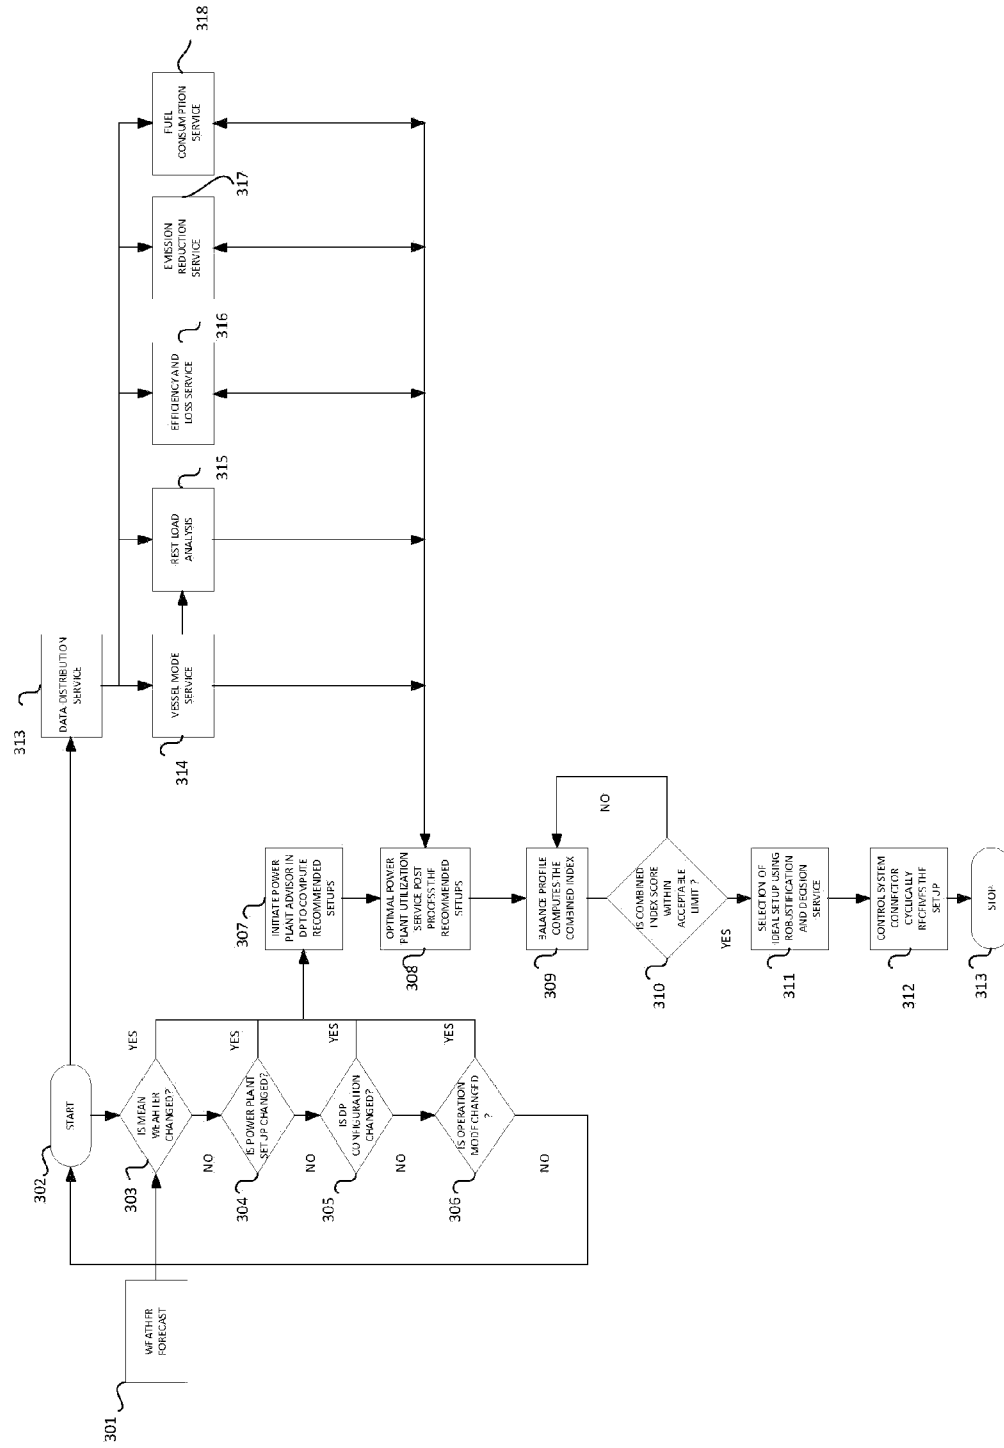 301
WEATHER
FORECAST
302
START
303
IS MEAN
WEAHTER
CHANGED?
YES
NO
304
IS POWER PLANT
SETUP CHANGED?
YES
NO
305
IS DP
CONFIGURATION
CHANGED?
YES
NO
306
IS OPERATION
MODE CHANGED
?
YES
NO
307
INITIATE POWER
PLANT ADVISOR IN
DP TO COMPUTE
RECOMMENDED
SETUPS
308
OPTIMAL POWER
PLANT UTILIZATION
SERVICE POST
PROCESS THE
RECOMMENDED
SETUPS
309
BALANCE PROFILE
COMPUTES THE
COMBINED INDEX
310
IS COMBINED
INDEX SCORE
WITHIN
ACCEPTABLE
LIMIT ?
NO
YES
311
SELECTION OF
IDEAL SETUP USING
ROBUSTIFICATION
AND DECISION
SERVICE
312
CONTROL SYSTEM
CONNECTOR
CYCLICALLY
RECEIVES THE
SETUP
313
STOP
313
DATA DISTRIBUTION
SERVICE
314
VESSEL MODE
SERVICE
315
REST LOAD
ANALYSIS
316
EFFICIENCY AND
LOSS SERVICE
317
EMISSION
REDUCTION
SERVICE
318
FUEL
CONSUMPTION
SERVICE